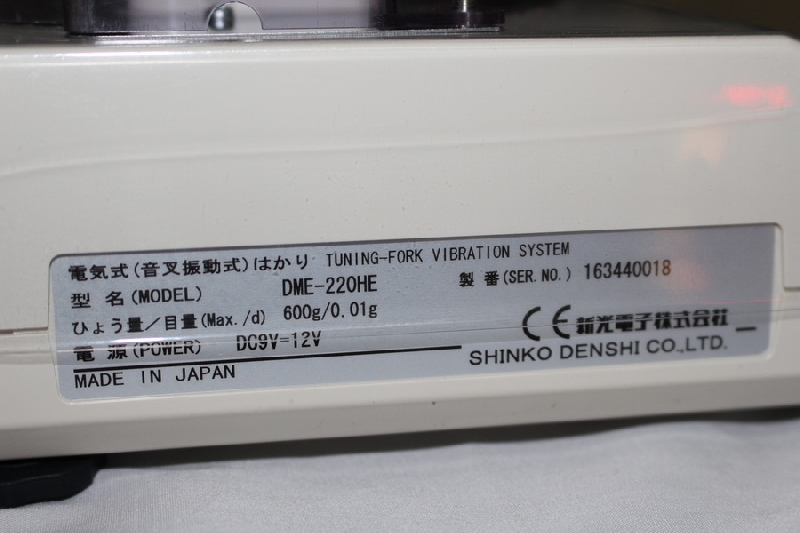 電気式(音叉振動式)はかり TUNING-FORK VIBRATION SYSTEM
型 名(MODEL) DME-220HE 製 番(SER.NO.) 163440018
ひょう量/目量(Max./d) 600g/0.01g
電 源(POWER) DC9V-12V
MADE IN JAPAN
CE 新光電子株式会社
SHINKO DENSHI CO.,LTD.